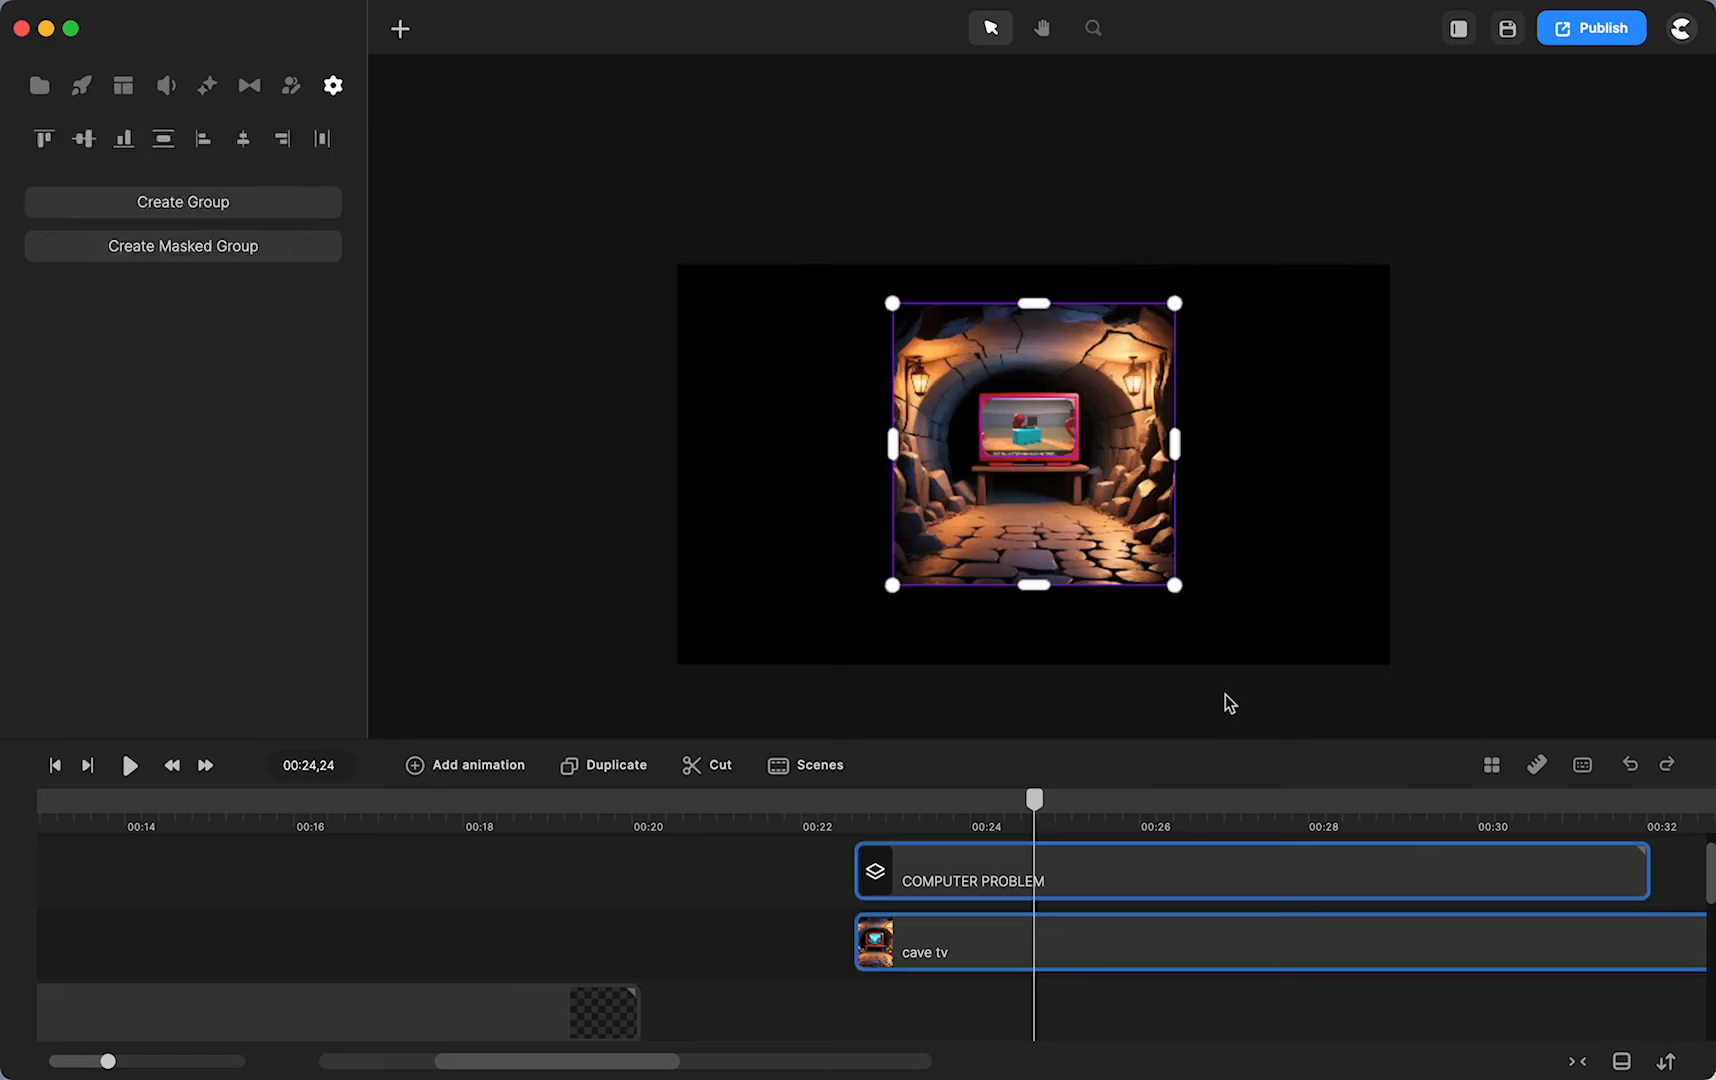 Publish
Create Group
Create Masked Group
00:24,24
Add animation
Duplicate
Cut
Scenes
00:14
00:16
00:18
00:20
00:22
00:24
00:26
00:28
00:30
00:32
COMPUTER PROBLEM
cave tv